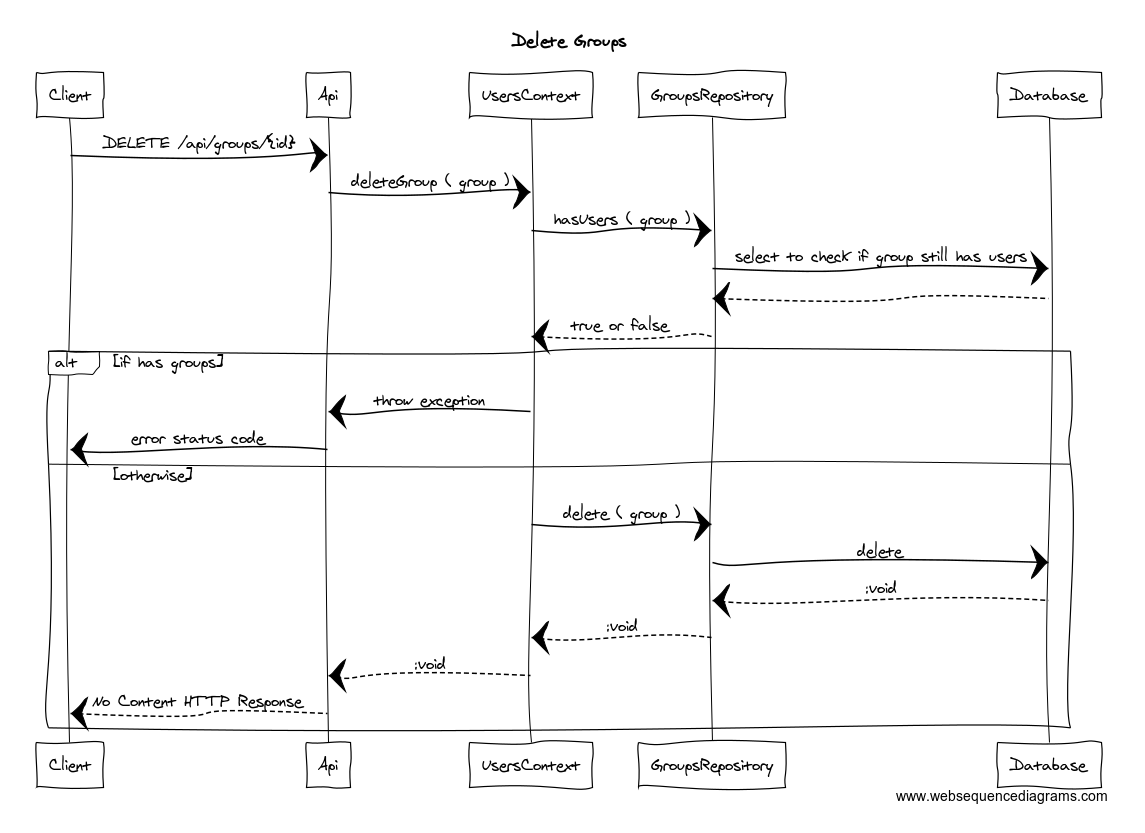 Delete Groups
Client
Api
UsersContext
GroupsRepository
Database
DELETE /api/groups/{id}
deleteGroup ( group )
hasUsers ( group )
select to check if group still has users
true or false
alt
[if has groups]
throw exception
error status code
[otherwise]
delete ( group )
delete
:void
:void
:void
No Content HTTP Response
Client
Api
UsersContext
GroupsRepository
Database
www.websequencediagrams.com